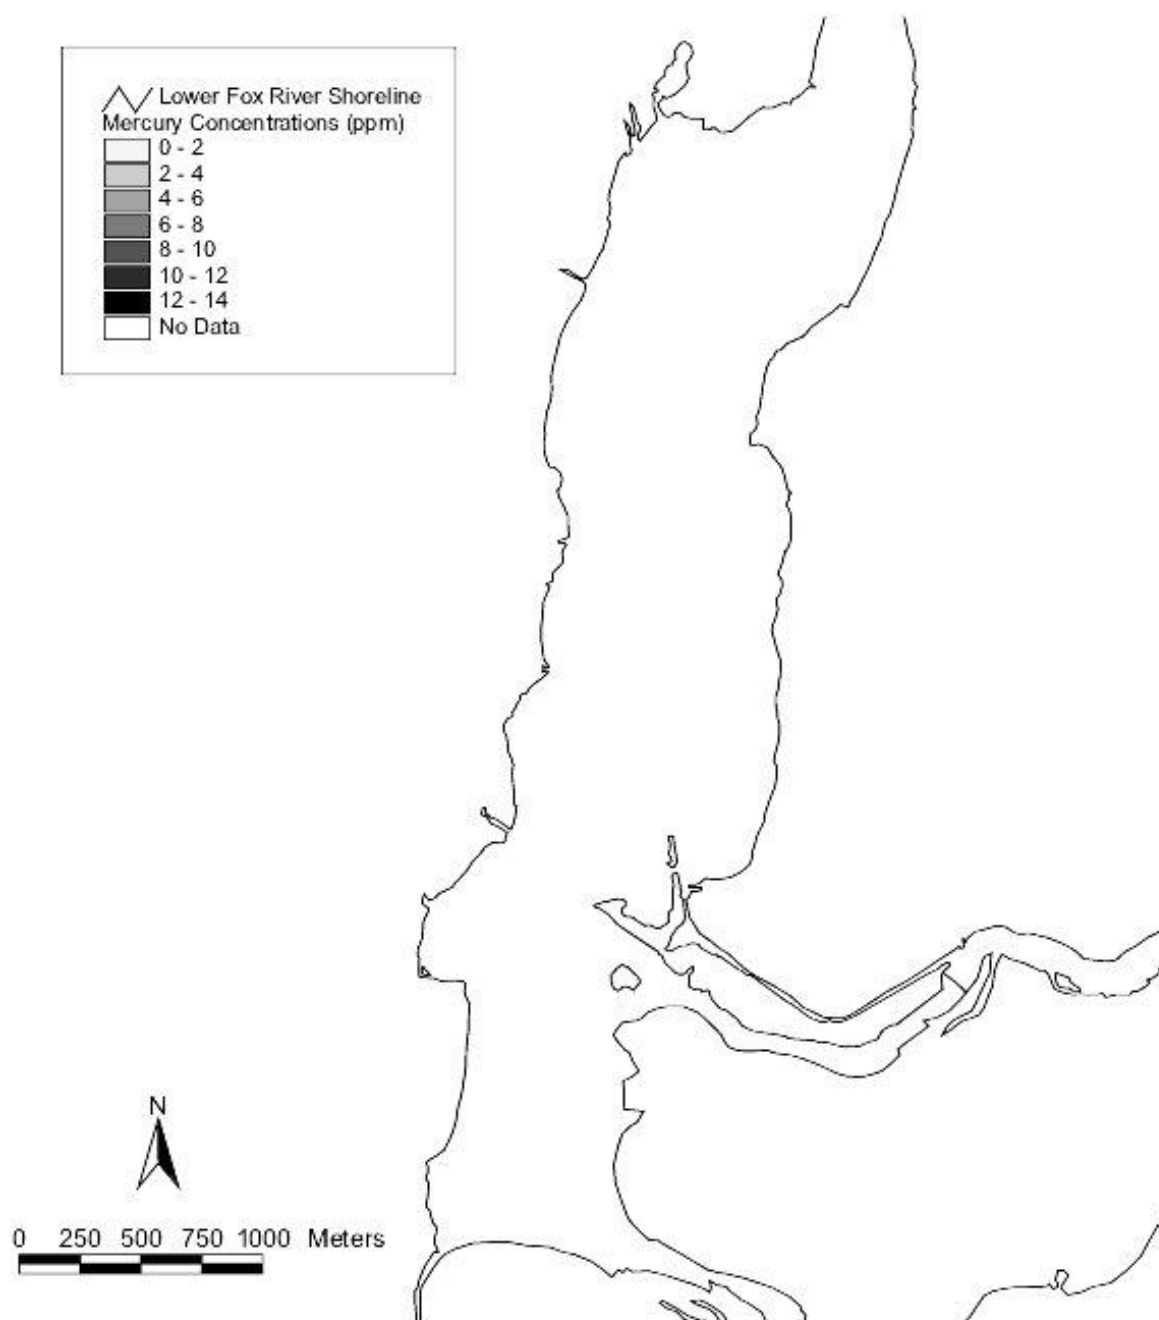 Lower Fox River Shoreline
Mercury Concentrations (ppm)
0 - 2
2 - 4
4 - 6
6 - 8
8 - 10
10 - 12
12 - 14
No Data
N
0 250 500 750 1000 Meters